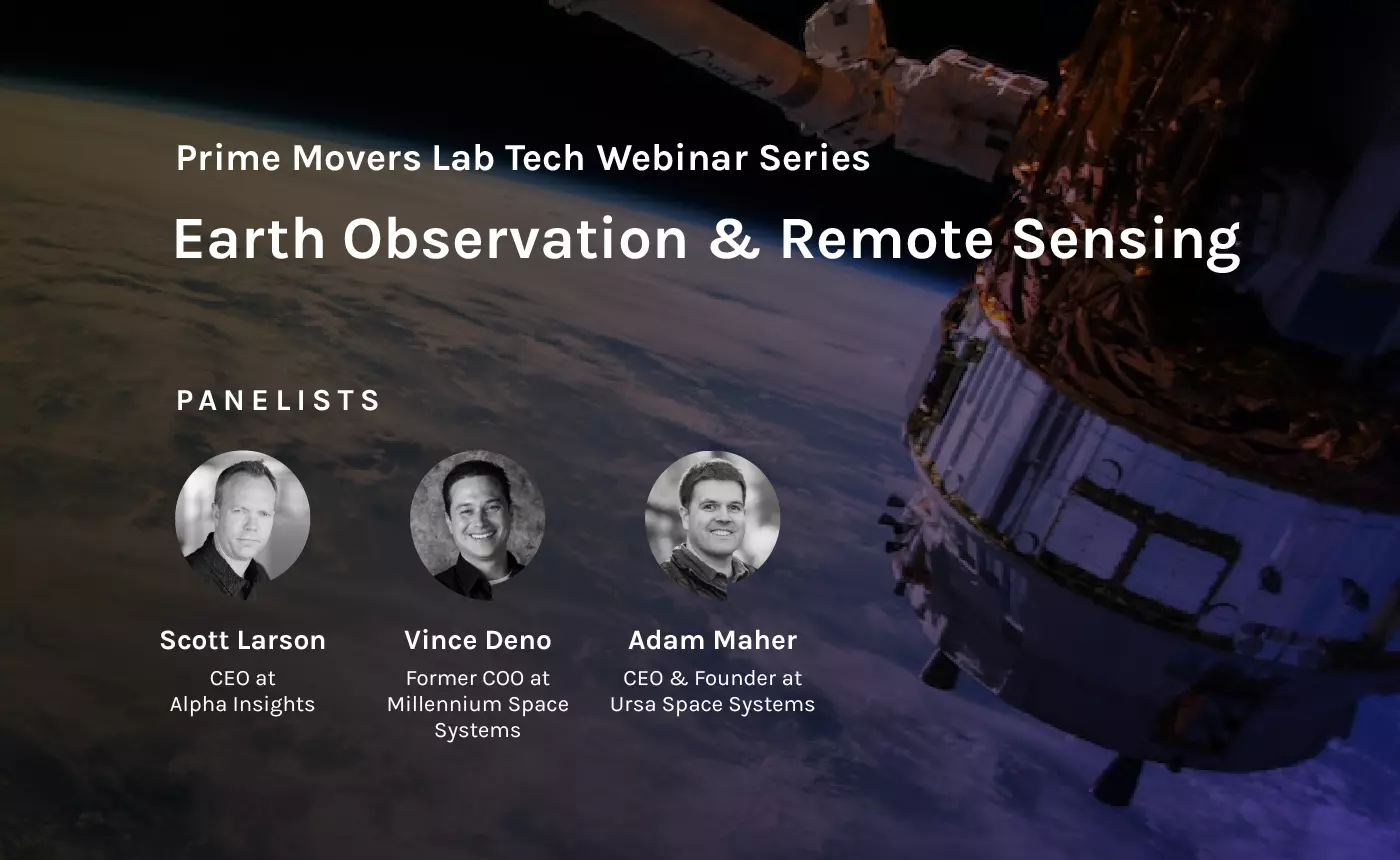 Prime Movers Lab Tech Webinar Series
Earth Observation & Remote Sensing
PANELISTS
Scott Larson
CEO at
Alpha Insights
Vince Deno
Former COO at
Millennium Space
Systems
Adam Maher
CEO & Founder at
Ursa Space Systems